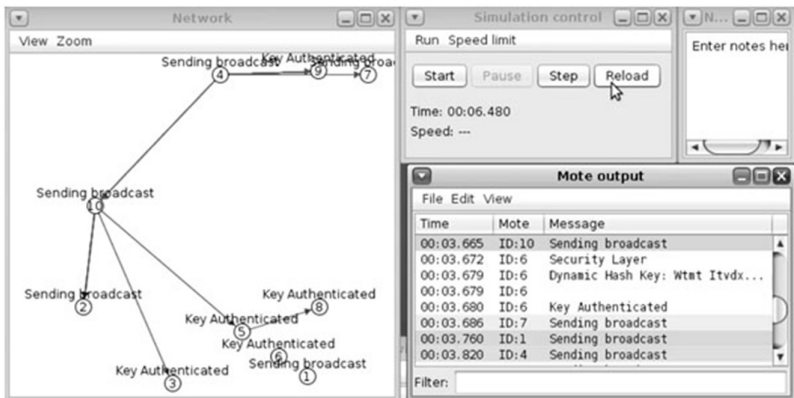 Network
View Zoom
Sending broadcast
Key Authenticated
Sending broa
4
9
7
Sending broadcast
10
Sending broadcast
2
Key Authenticated
8
Key Authenticated
5
Key Authenticated
6
Sending broadcast
1
Key Authenticated
3
Simulation control
Run Speed limit
Start Pause Step Reload
Time: 00:06.480
Speed: ---
N...
Enter notes her
Mote output
File Edit View
Time Mote Message
00:03.665 ID:10 Sending broadcast
00:03.672 ID:6 Security Layer
00:03.679 ID:6 Dynamic Hash Key: Wtmt Itvdx...
00:03.679 ID:6
00:03.680 ID:6 Key Authenticated
00:03.686 ID:7 Sending broadcast
00:03.760 ID:1 Sending broadcast
00:03.820 ID:4 Sending broadcast
Filter: